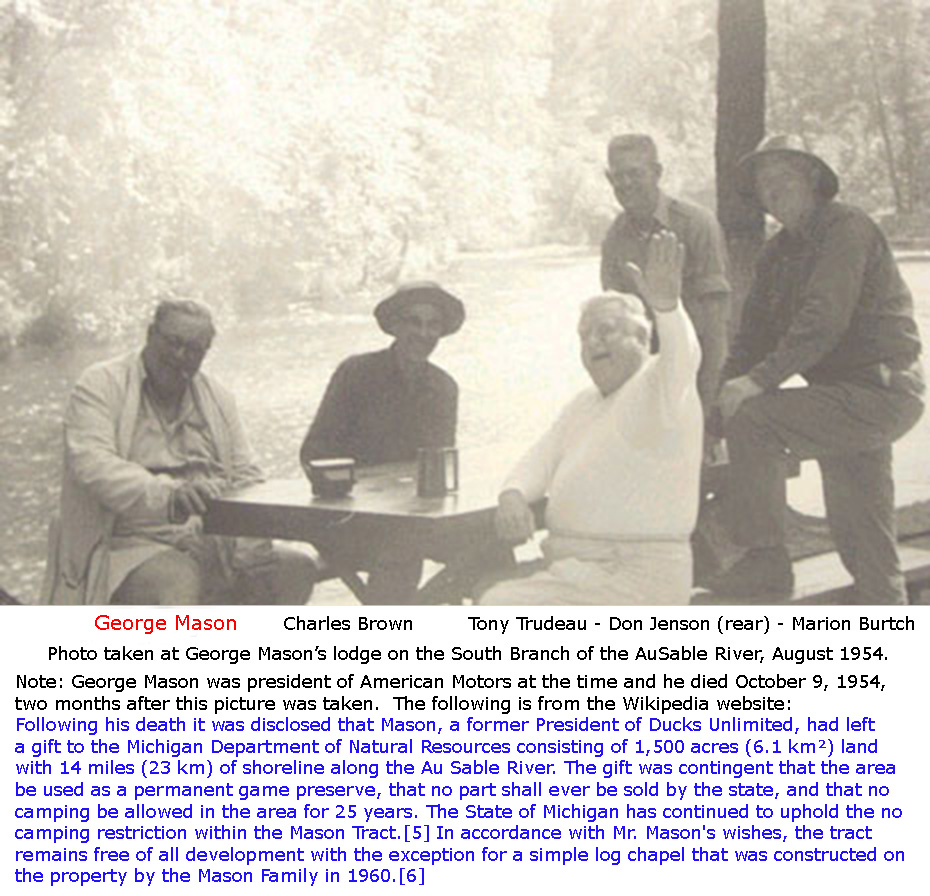 George Mason Charles Brown Tony Trudeau - Don Jenson (rear) - Marion Burtch
Photo taken at George Mason’s lodge on the South Branch of the AuSable River, August 1954.
Note: George Mason was president of American Motors at the time and he died October 9, 1954,
two months after this picture was taken.  The following is from the Wikipedia website:
Following his death it was disclosed that Mason, a former President of Ducks Unlimited, had left
a gift to the Michigan Department of Natural Resources consisting of 1,500 acres (6.1 km²) land
with 14 miles (23 km) of shoreline along the Au Sable River. The gift was contingent that the area
be used as a permanent game preserve, that no part shall ever be sold by the state, and that no
camping be allowed in the area for 25 years. The State of Michigan has continued to uphold the no
camping restriction within the Mason Tract.[5] In accordance with Mr. Mason's wishes, the tract
remains free of all development with the exception for a simple log chapel that was constructed on
the property by the Mason Family in 1960.[6]